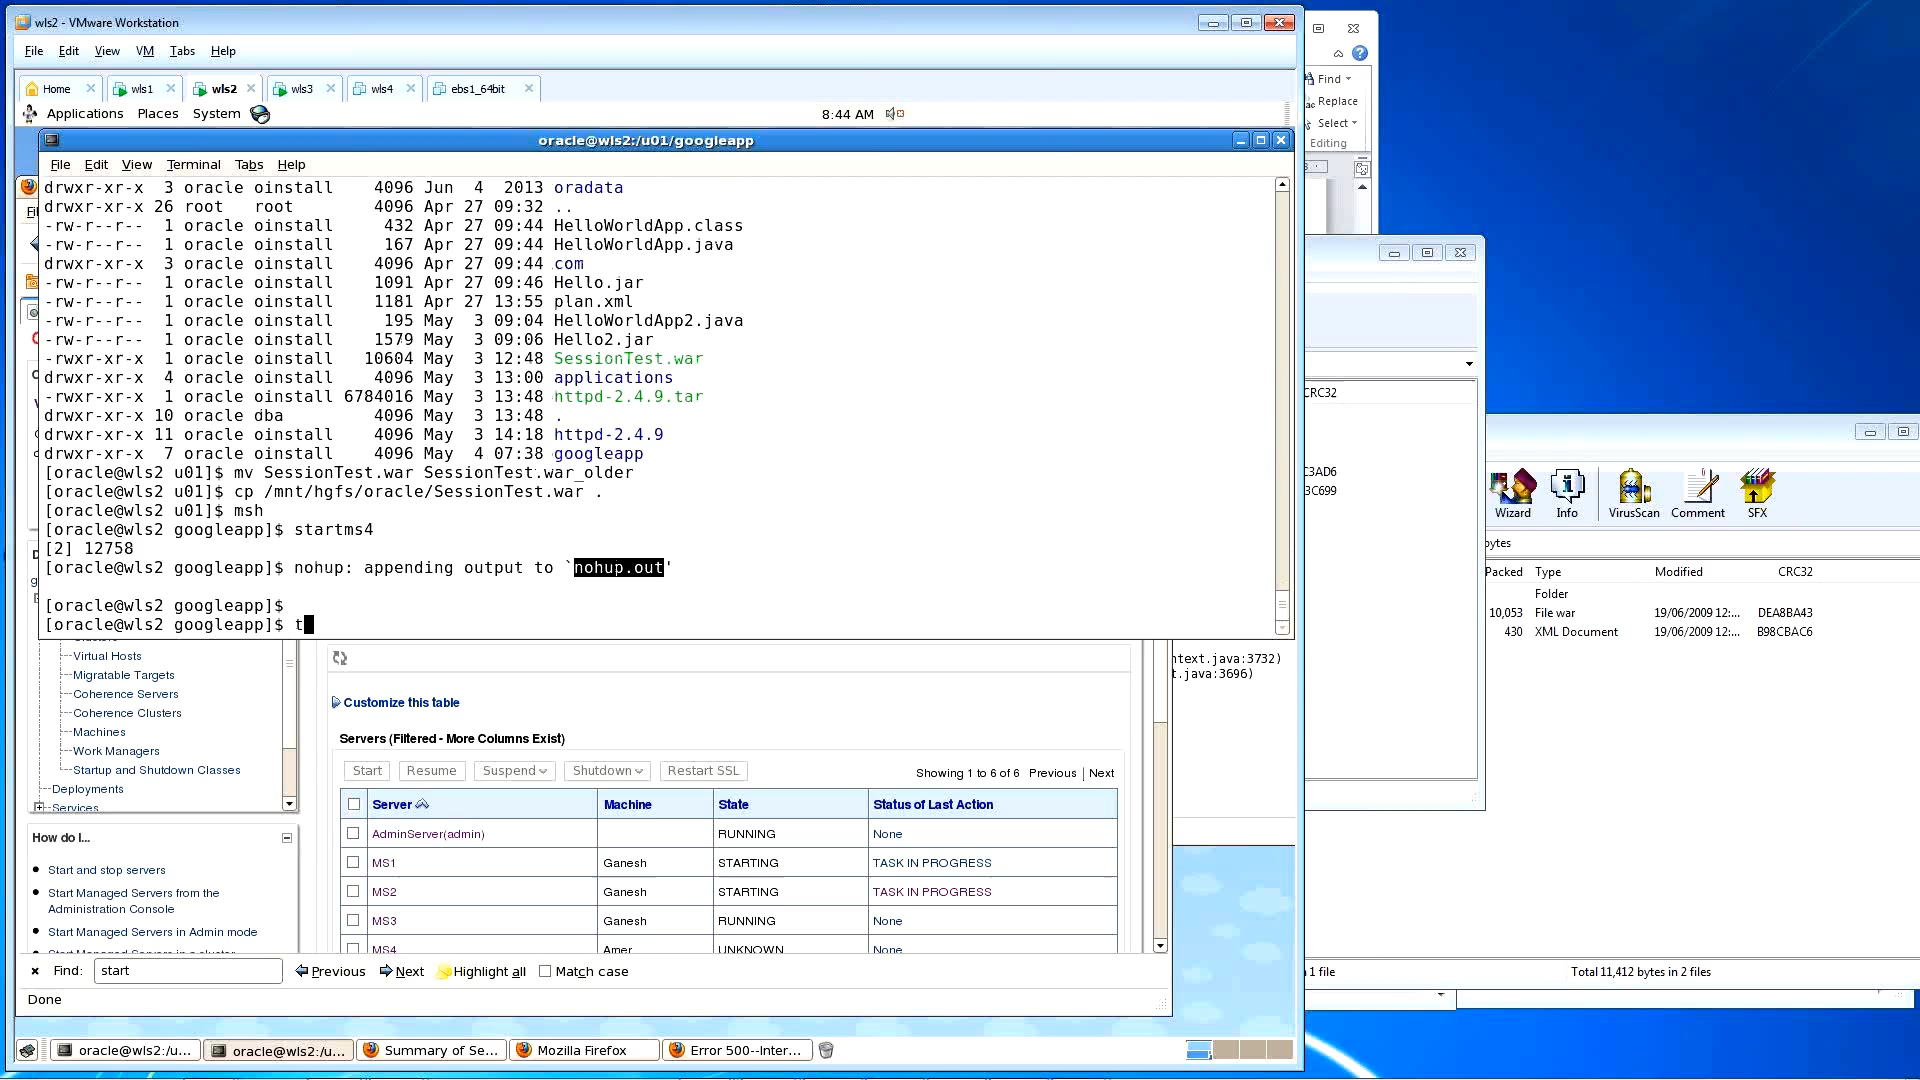 wls2 - VMware Workstation
File Edit View VM Tabs Help
Home wls1 wls2 wls3 wls4 ebs1_64bit
Applications Places System 8:44 AM
oracle@wls2:/u01/googleapp
File Edit View Terminal Tabs Help
drwxr-xr-x 3 oracle oinstall 4096 Jun 4 2013 oradata
drwxr-xr-x 26 root root 4096 Apr 27 09:32 ..
-rw-r--r-- 1 oracle oinstall 432 Apr 27 09:44 HelloWorldApp.class
-rw-r--r-- 1 oracle oinstall 167 Apr 27 09:44 HelloWorldApp.java
drwxr-xr-x 3 oracle oinstall 4096 Apr 27 09:44 com
-rw-r--r-- 1 oracle oinstall 1091 Apr 27 09:46 Hello.jar
-rw-r--r-- 1 oracle oinstall 1181 Apr 27 13:55 plan.xml
-rw-r--r-- 1 oracle oinstall 195 May 3 09:04 HelloWorldApp2.java
-rw-r--r-- 1 oracle oinstall 1579 May 3 09:06 Hello2.jar
-rwxr-xr-x 1 oracle oinstall 10604 May 3 12:48 SessionTest.war
drwxr-xr-x 4 oracle oinstall 4096 May 3 13:00 applications
-rwxr-xr-x 1 oracle oinstall 6784016 May 3 13:48 httpd-2.4.9.tar
drwxr-xr-x 10 oracle dba 4096 May 3 13:48 .
drwxr-xr-x 11 oracle oinstall 4096 May 3 14:18 httpd-2.4.9
drwxr-xr-x 7 oracle oinstall 4096 May 4 07:38 googleapp
[oracle@wls2 u01]$ mv SessionTest.war SessionTest.war_older
[oracle@wls2 u01]$ cp /mnt/hgfs/oracle/SessionTest.war .
[oracle@wls2 u01]$ msh
[oracle@wls2 googleapp]$ startms4
[2] 12758
[oracle@wls2 googleapp]$ nohup: appending output to `nohup.out'
[oracle@wls2 googleapp]$
[oracle@wls2 googleapp]$ t
Virtual Hosts
Migratable Targets
Coherence Servers
Coherence Clusters
Machines
Work Managers
Startup and Shutdown Classes
Deployments
Services
How do I...
Start and stop servers
Start Managed Servers from the
Administration Console
Start Managed Servers in Admin mode
Customize this table
Servers (Filtered - More Columns Exist)
Start Resume Suspend Shutdown Restart SSL
Showing 1 to 6 of 6 Previous | Next
Server Machine State Status of Last Action
AdminServer(admin) RUNNING None
MS1 Ganesh STARTING TASK IN PROGRESS
MS2 Ganesh STARTING TASK IN PROGRESS
MS3 Ganesh RUNNING None
MS4 Amer UNKNOWN None
ntext.java:3732)
t.java:3696)
Find: start Previous Next Highlight all Match case
Done
oracle@wls2:/u... oracle@wls2:/u... Summary of Se... Mozilla Firefox Error 500--Inter...
Find
Replace
Select
Editing
CRC32
C3AD6
3C699
Wizard Info VirusScan Comment SFX
bytes
Packed Type Modified CRC32
Folder
10,053 File war 19/06/2009 12:... DEA8BA43
430 XML Document 19/06/2009 12:... B98CBAC6
1 file
Total 11,412 bytes in 2 files